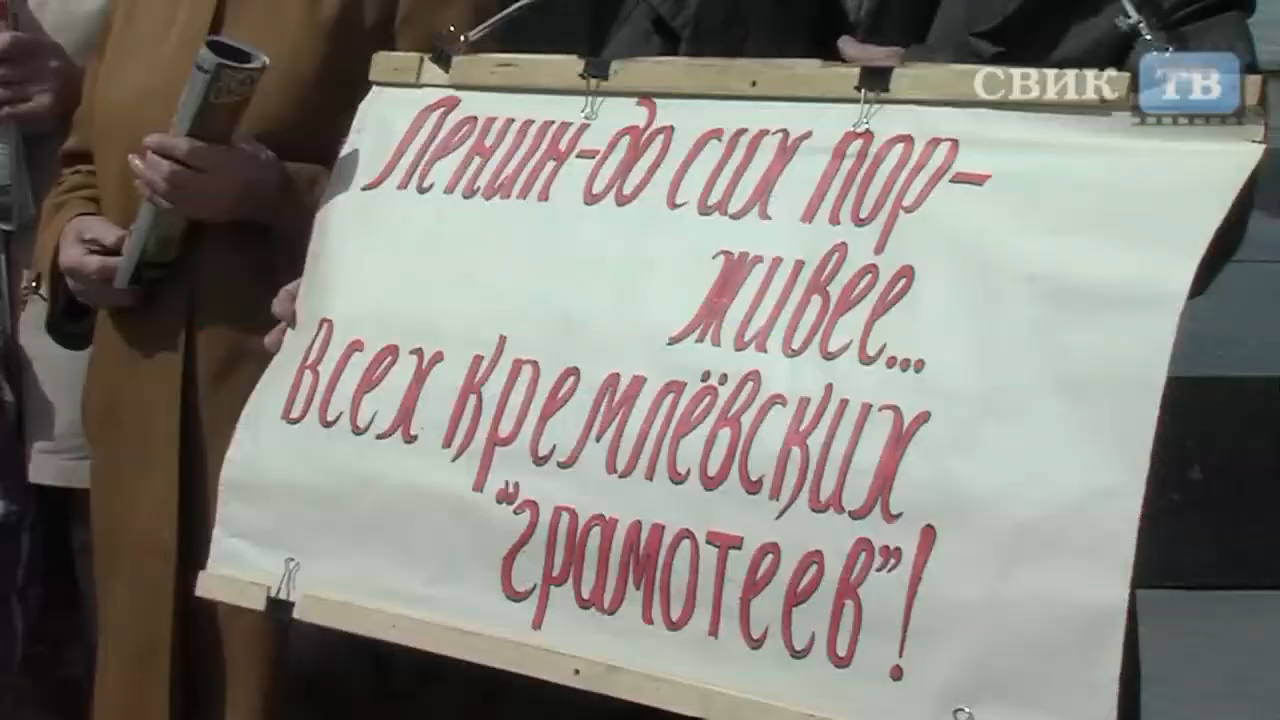 СВИК ТВ
Ленин-до сих пор-
живее...
всех кремлёвских
"грамотеев"!